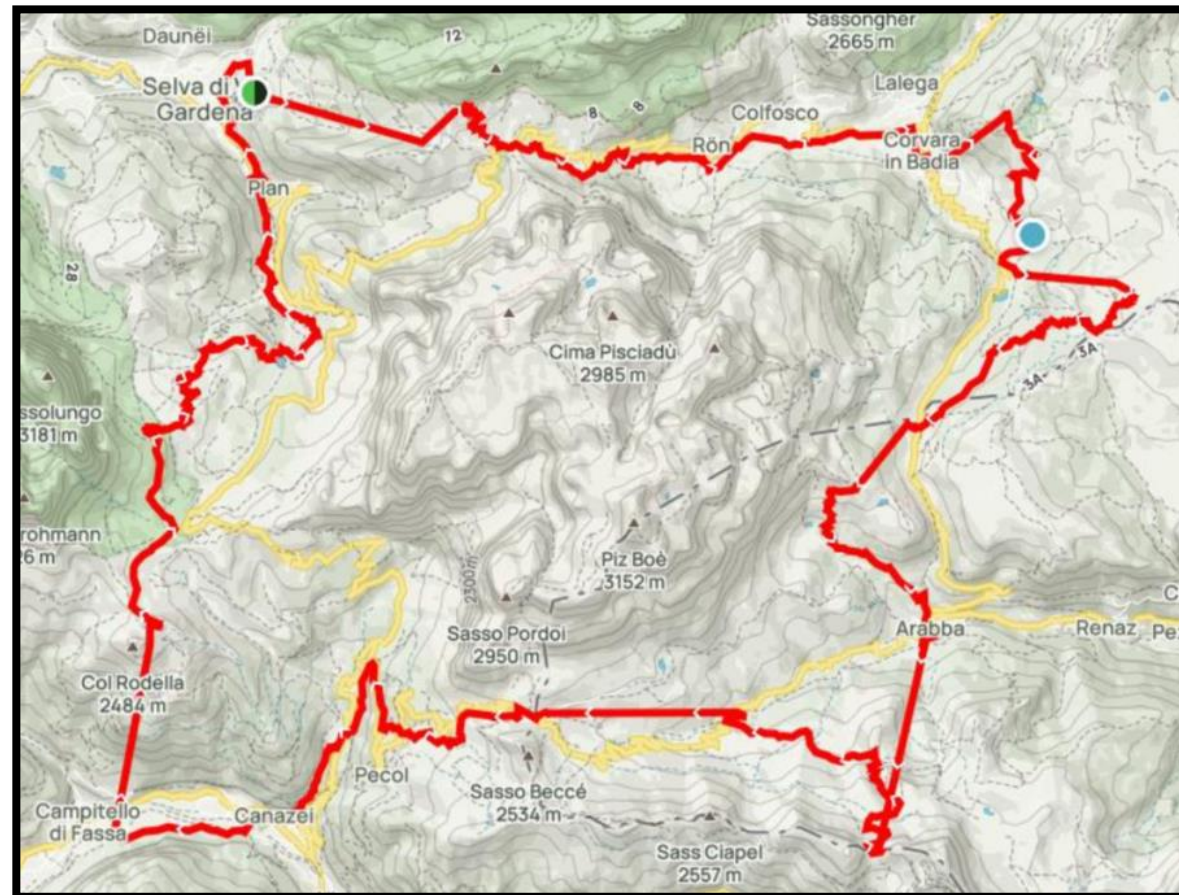 Sassongher
2665 m
Daunëi
12
Lalega
Selva di
Gardena
8
8
Colfosco
Rön
Corvara
in Badia
Plan
28
Cima Pisciadù
2985 m
3A
3A
ssolungo
3181 m
rohmann
26 m
Piz Boè
3152 m
2300m
Sasso Pordoi
2950 m
Arabba
Renaz
Col Rodella
2484 m
Pecol
Sasso Beccé
2534 m
Campitello
di Fassa
Canazei
Sass Ciapel
2557 m